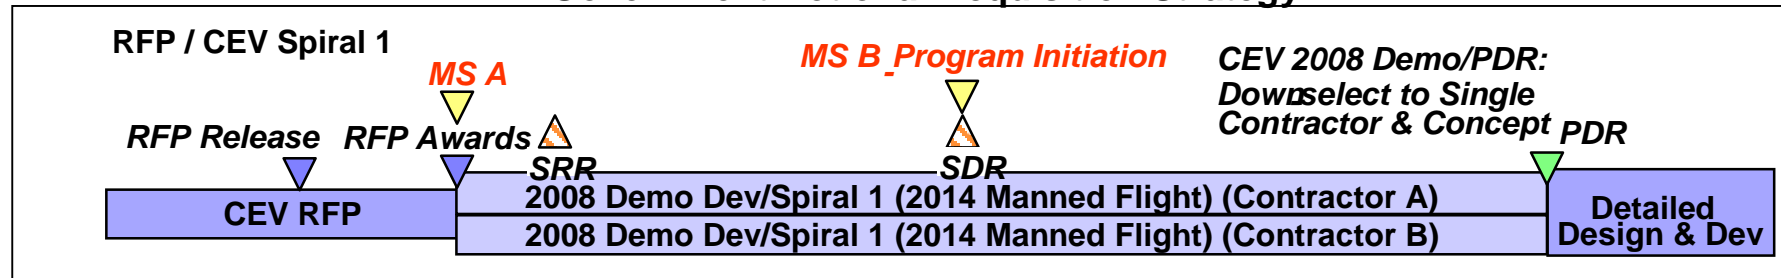 RFP / CEV Spiral 1
MS A
MS B_Program Initiation
CEV 2008 Demo/PDR:
Downselect to Single
Contractor & Concept
PDR
RFP Release
RFP Awards
SRR
SDR
CEV RFP
2008 Demo Dev/Spiral 1 (2014 Manned Flight) (Contractor A)
2008 Demo Dev/Spiral 1 (2014 Manned Flight) (Contractor B)
Detailed
Design & Dev